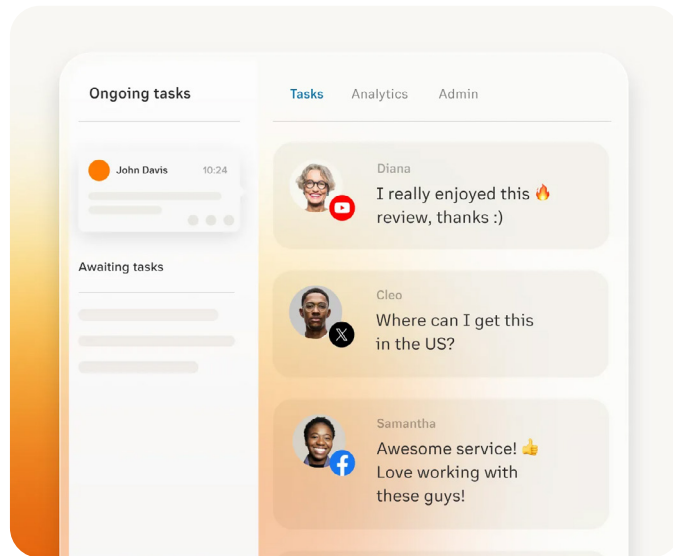 Ongoing tasks
John Davis 10:24
Awaiting tasks
Tasks Analytics Admin
Diana
I really enjoyed this 🔥
review, thanks :)
Cleo
Where can I get this
in the US?
Samantha
Awesome service! 👍
Love working with
these guys!